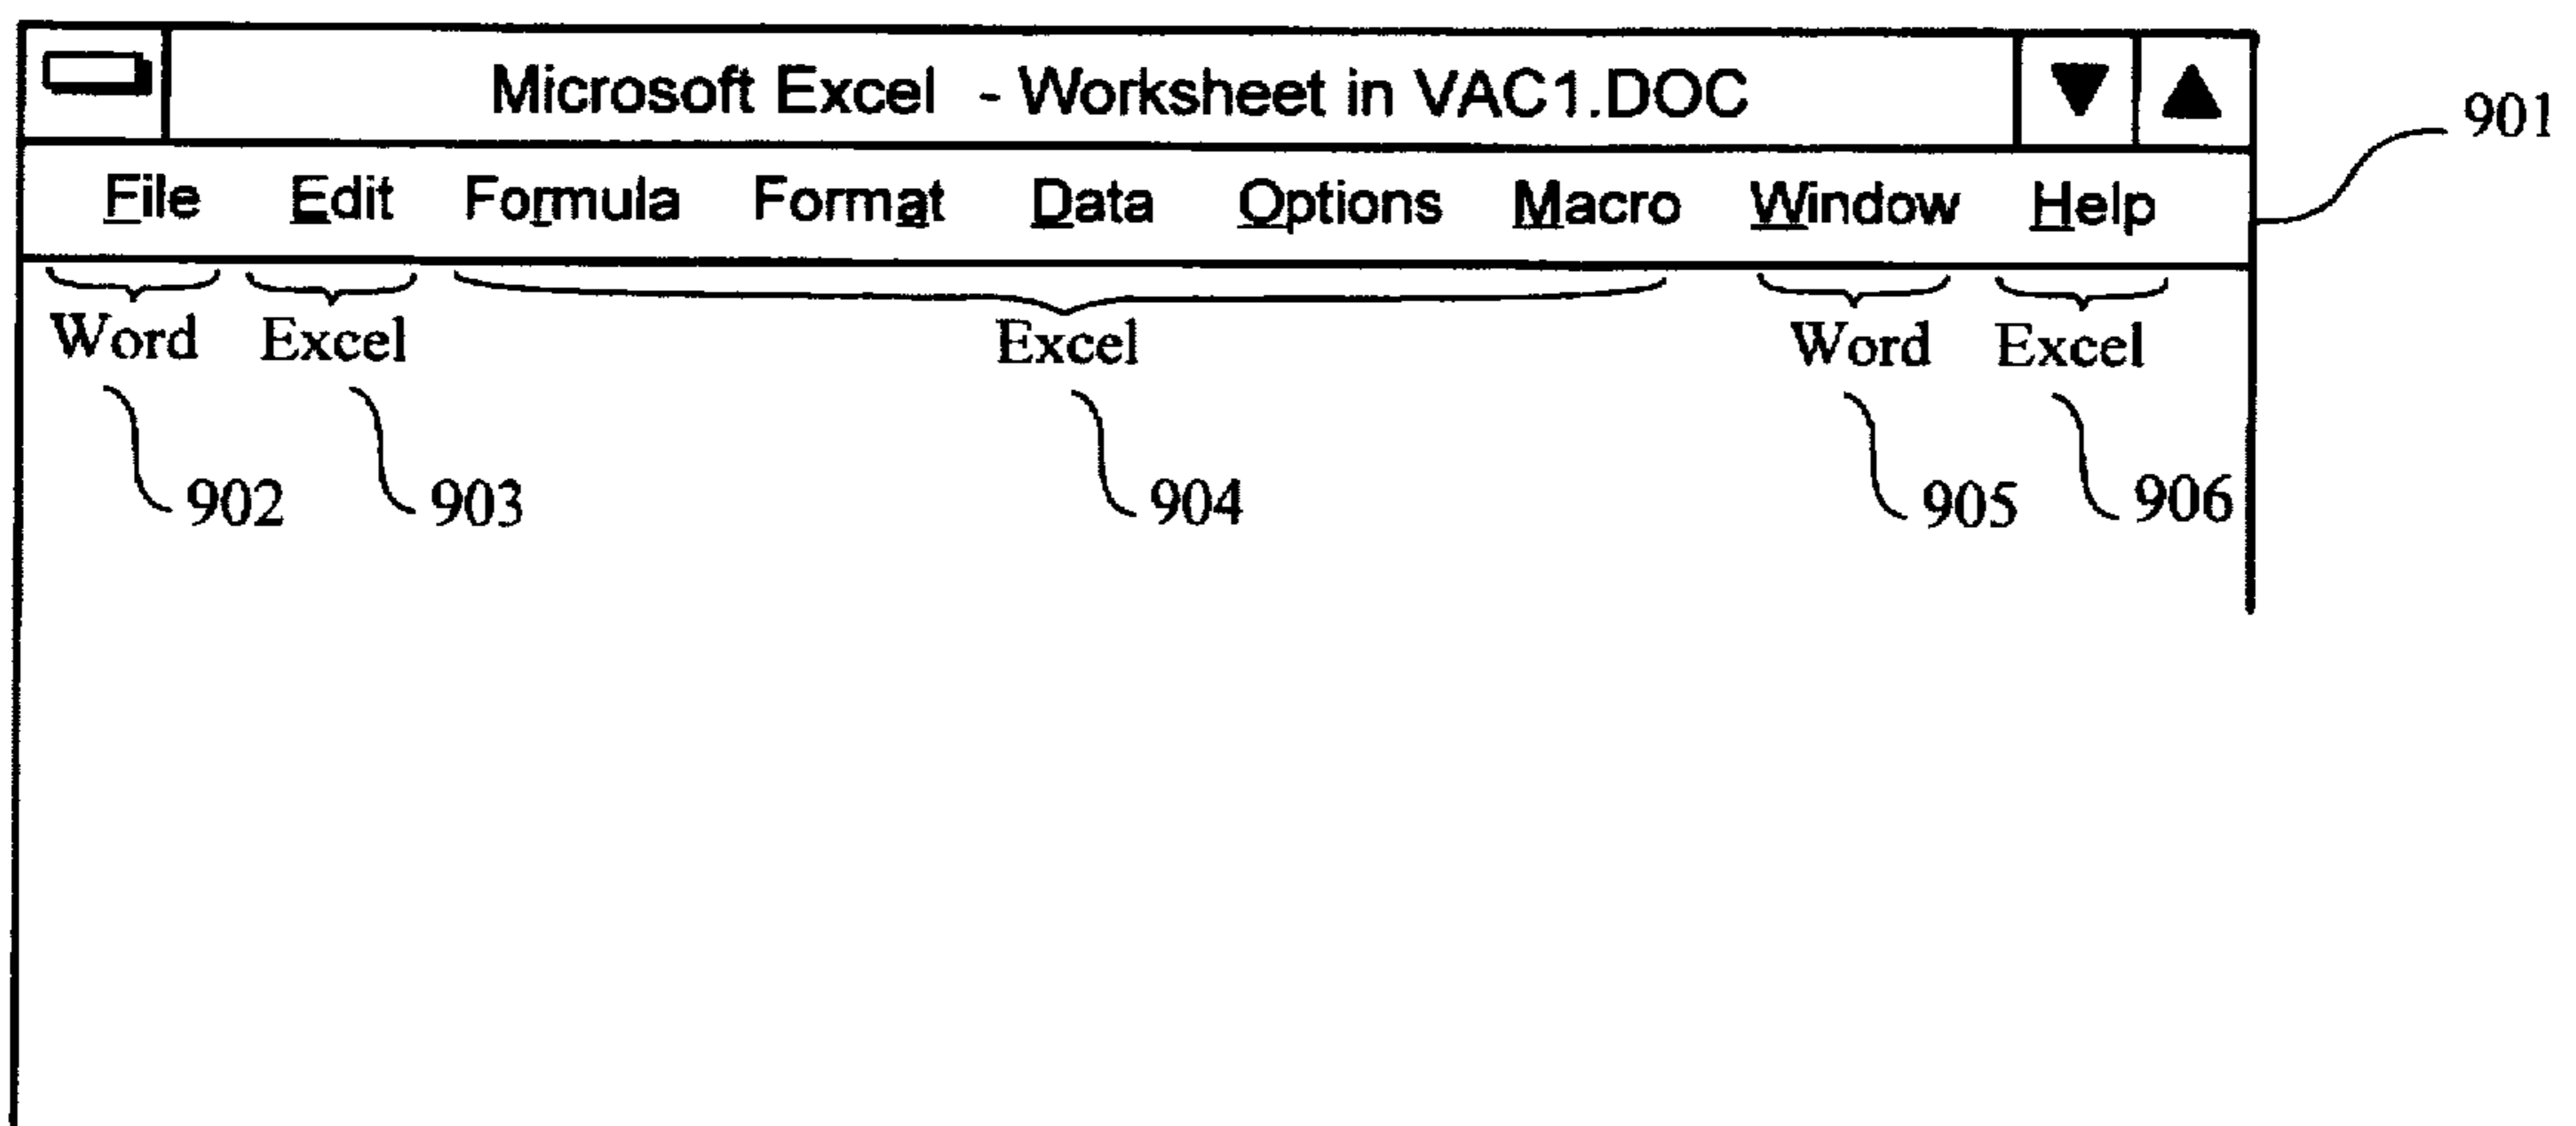 Microsoft Excel - Worksheet in VAC1.DOC
901
File Edit Formula Format Data Options Macro Window Help
Word Excel Excel Word Excel
902 903 904 905 906